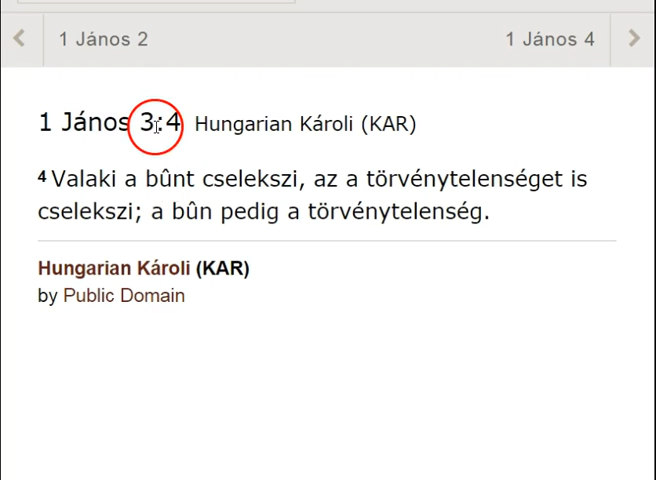 1 János 2 1 János 4
1 János 3:4 Hungarian Károli (KAR)
4 Valaki a bûnt cselekszi, az a törvénytelenséget is
cselekszi; a bûn pedig a törvénytelenség.
Hungarian Károli (KAR)
by Public Domain